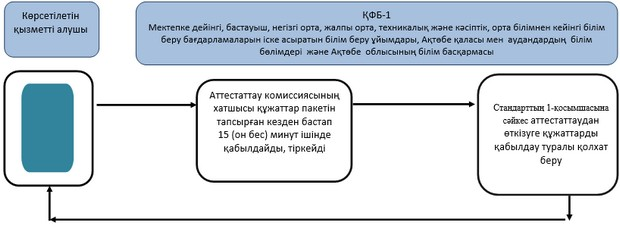 Көрсетілетін
қызметті алушы
ҚФБ-1
Мектепке дейінгі, бастауыш, негізгі орта, жалпы орта, техникалық және кәсіптік, орта білімнен кейінгі білім
беру бағдарламаларын іске асыратын білім беру ұйымдары, Ақтөбе қаласы мен аудандардың білім
бөлімдері және Ақтөбе облысының білім басқармасы
Аттестаттау комиссиясының
хатшысы құжаттар пакетін
тапсырған кезден бастап
15 (он бес) минут ішінде
қабылдайды, тіркейді
Стандарттың 1-қосымшасына
сәйкес аттестаттаудан
өткізуге құжаттарды
қабылдау туралы қолхат
беру